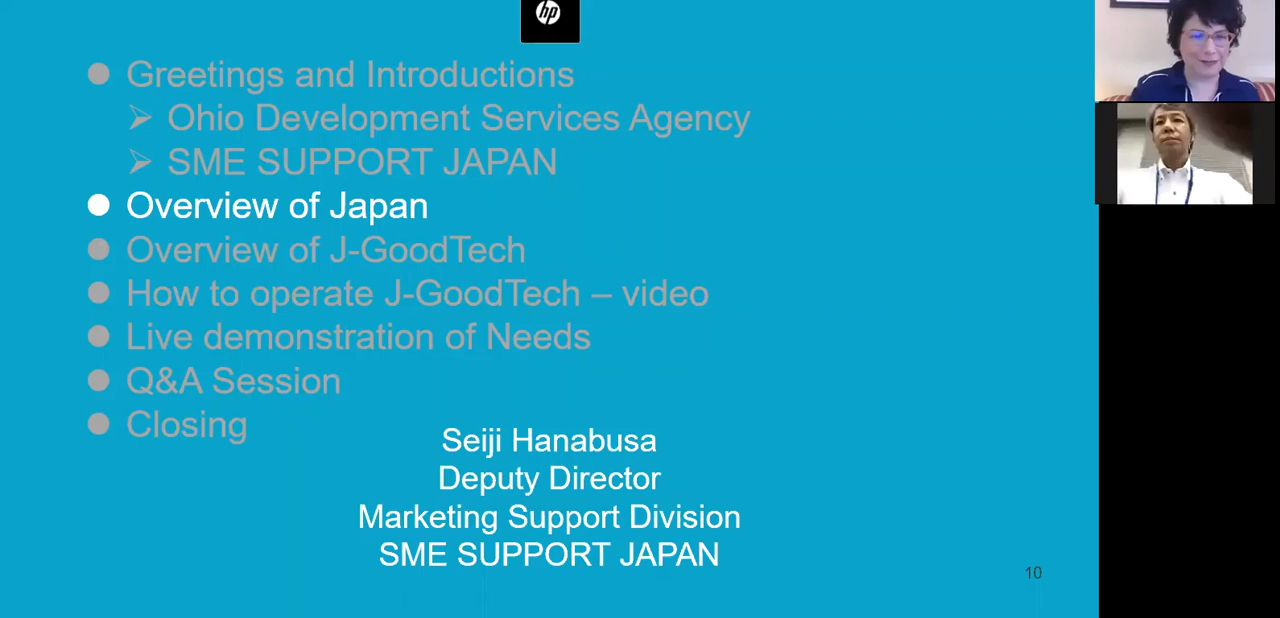 hp
Greetings and Introductions
Ohio Development Services Agency
SME SUPPORT JAPAN
Overview of Japan
Overview of J-GoodTech
How to operate J-GoodTech – video
Live demonstration of Needs
Q&A Session
Closing
Seiji Hanabusa
Deputy Director
Marketing Support Division
SME SUPPORT JAPAN
10